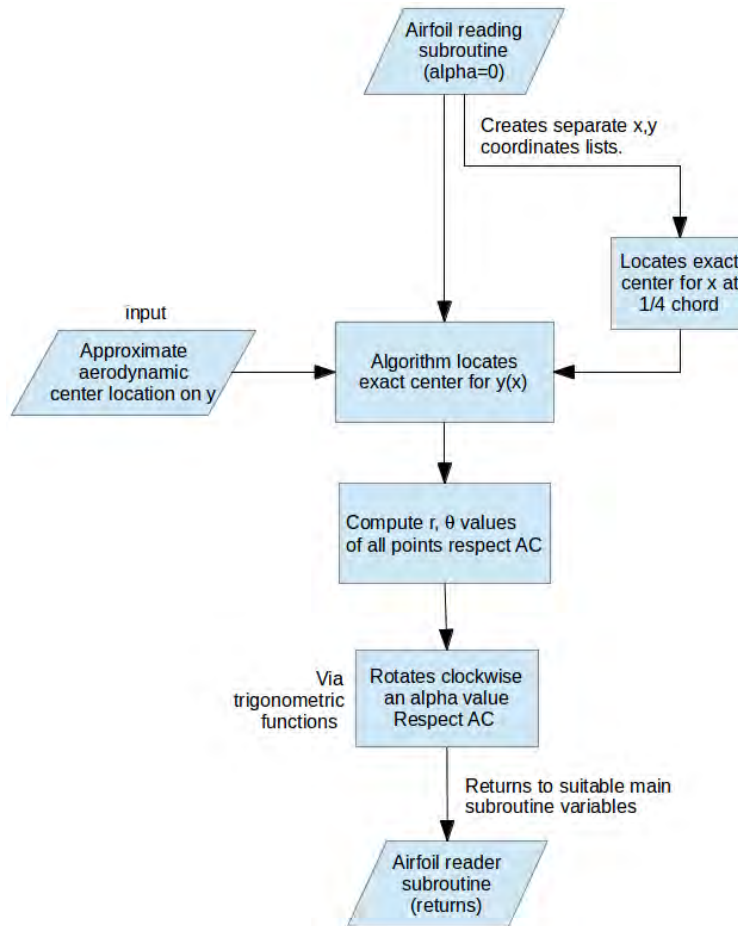 Airfoil reading
subroutine
(alpha=0)
Creates separate x,y
coordinates lists.
Locates exact
center for x at
1/4 chord
input
Approximate
aerodynamic
center location on y
Algorithm locates
exact center for y(x)
Compute r, θ values
of all points respect AC
Via
trigonometric
functions
Rotates clockwise
an alpha value
Respect AC
Returns to suitable main
subroutine variables
Airfoil reader
subroutine
(returns)